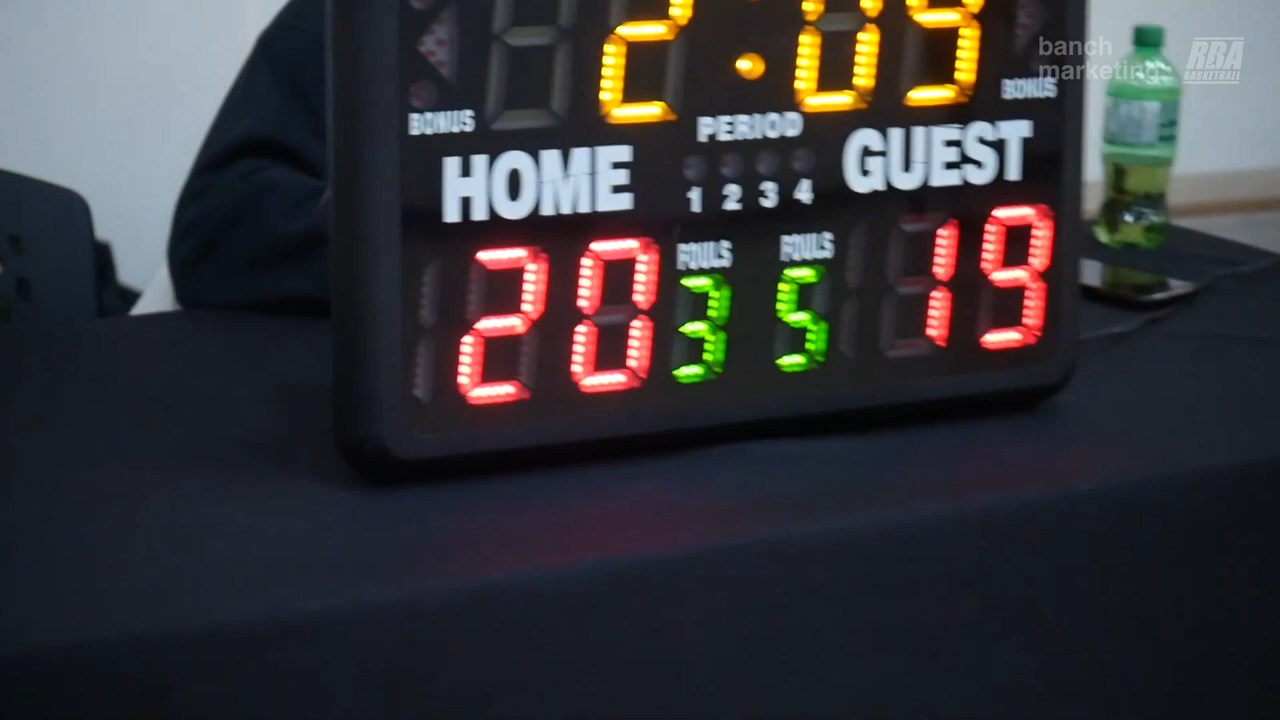 2:09
banch
marketing
RBA
BASKETBALL
BONUS
BONUS
PERIOD
HOME
GUEST
1 2 3 4
FOULS
FOULS
20
3
5
19